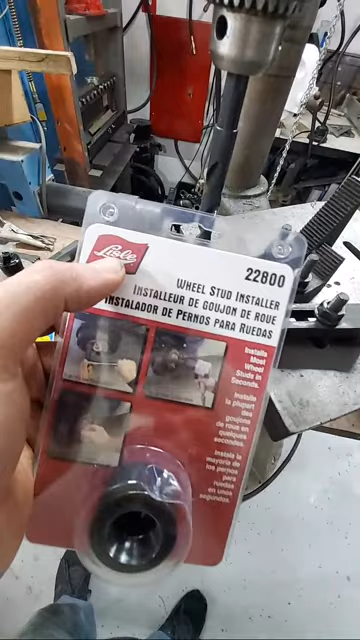 Lisle
22800
WHEEL STUD INSTALLER
INSTALLEUR DE GOUJON DE ROUE
INSTALADOR DE PERNOS PARA RUEDAS
Installs
Most
Wheel
Studs in
Seconds.
Installe
la plupart
des
goujons
de roue en
quelques
secondes.
Instala la
mayoría de
los pernos
para
ruedas
en unos
segundos.